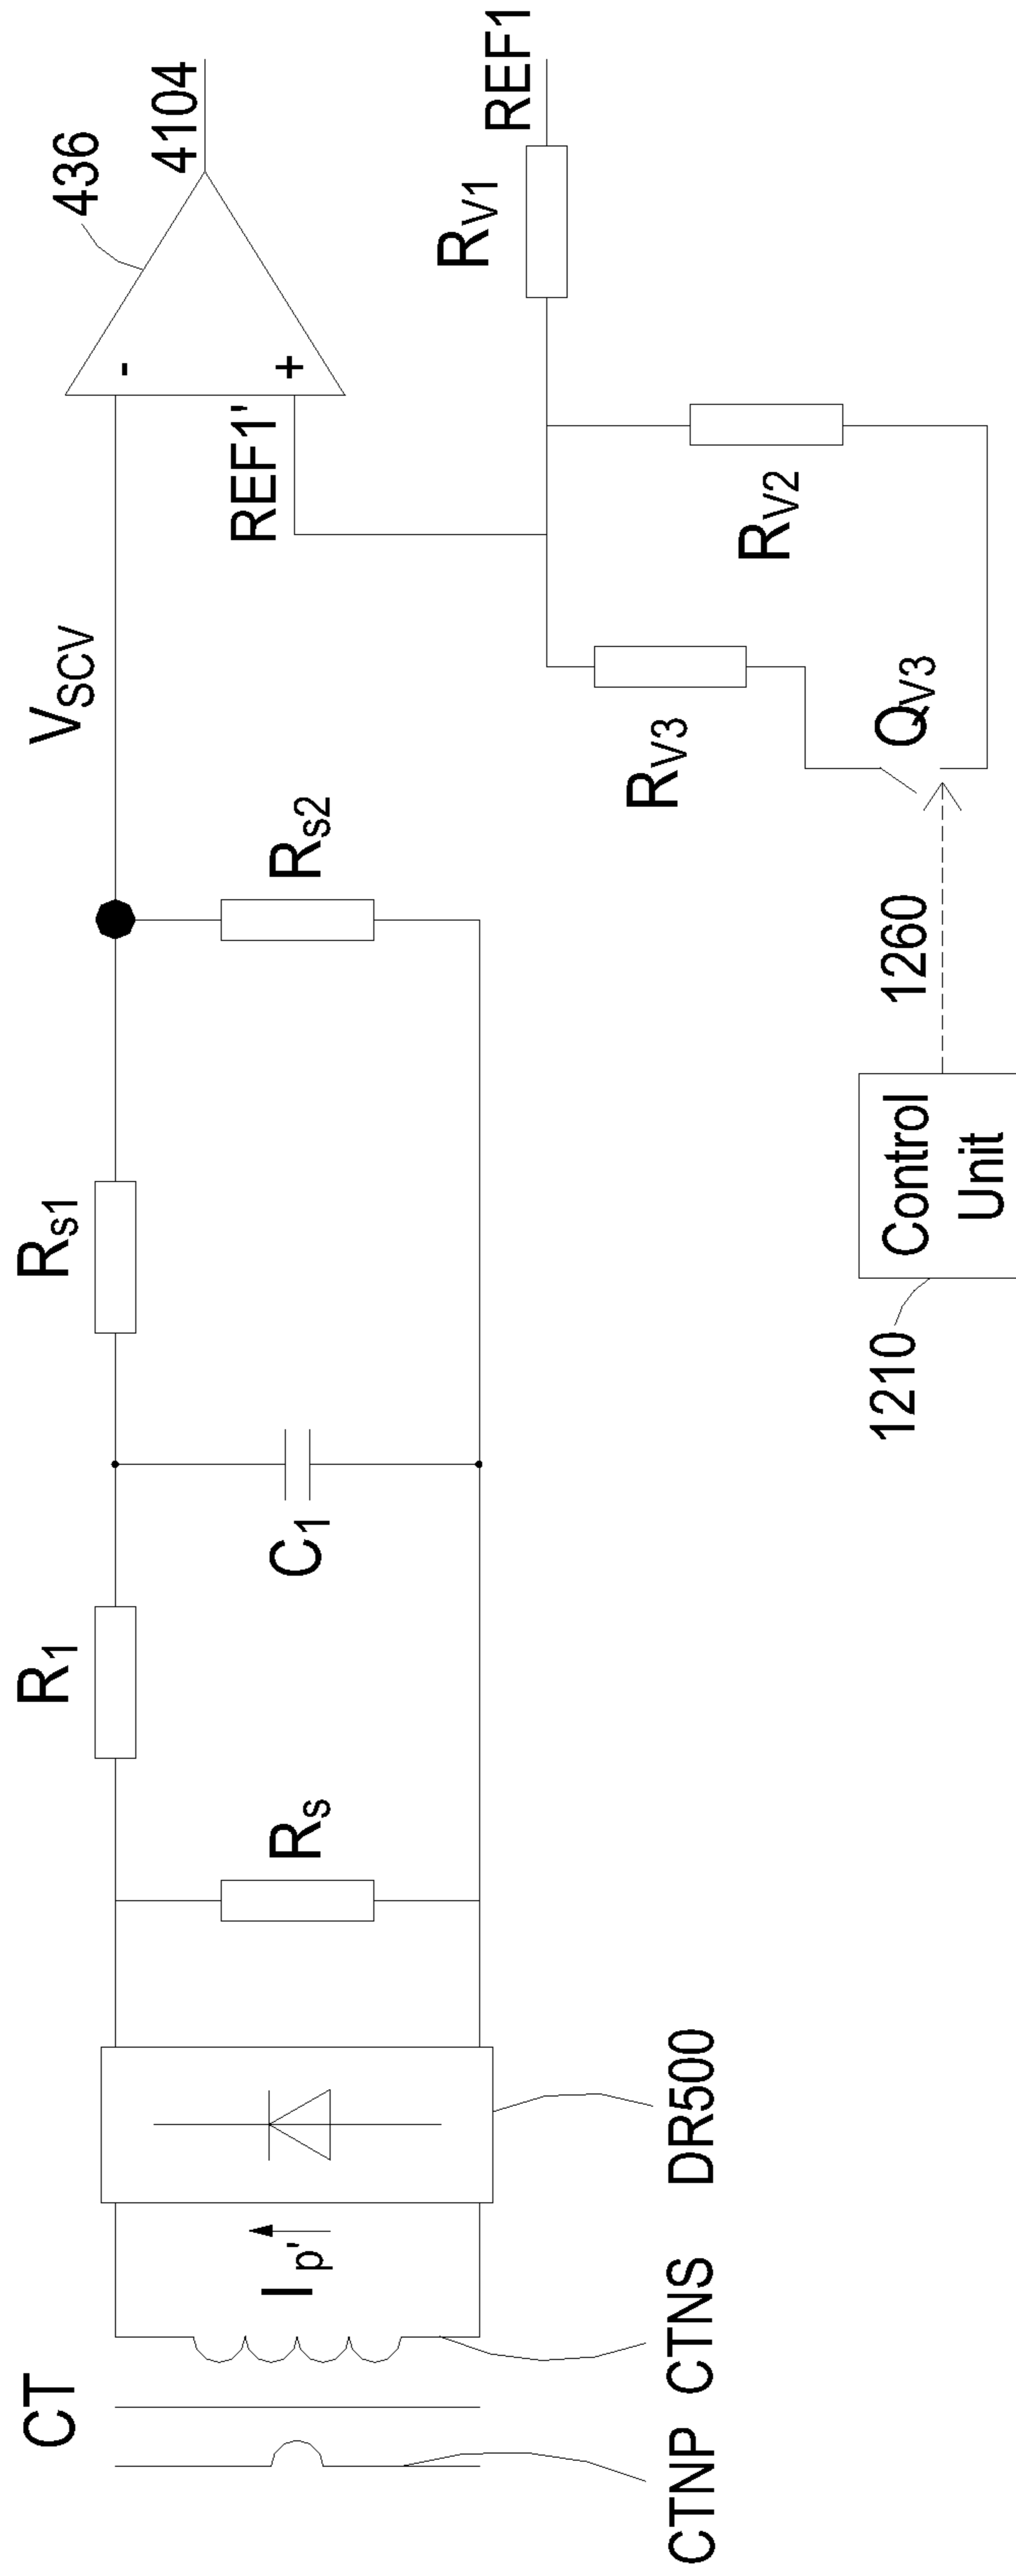 CT
CTNP
CTNS
DR500
Ip'
Rs
R1
C1
Rs1
Rs2
VSCV
REF1'
-
+
436
4104
RV3
RV2
RV1
REF1
QV3
1260
1210
Control
Unit